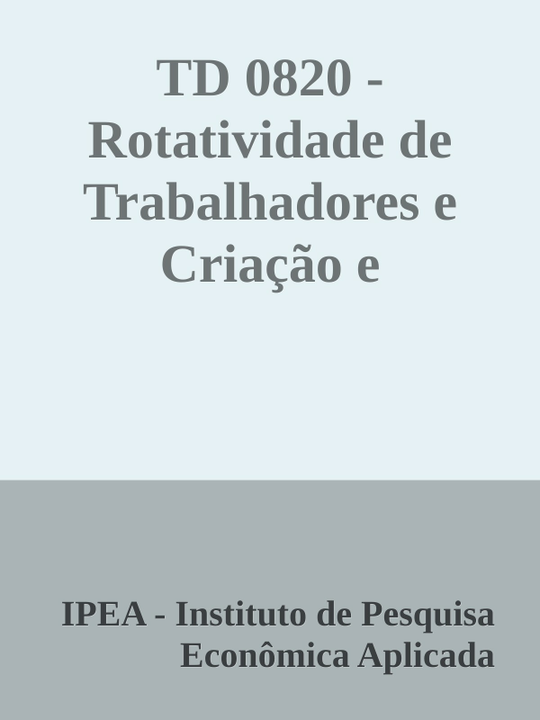 TD 0820 -
Rotatividade de
Trabalhadores e
Criação e
IPEA - Instituto de Pesquisa
Econômica Aplicada